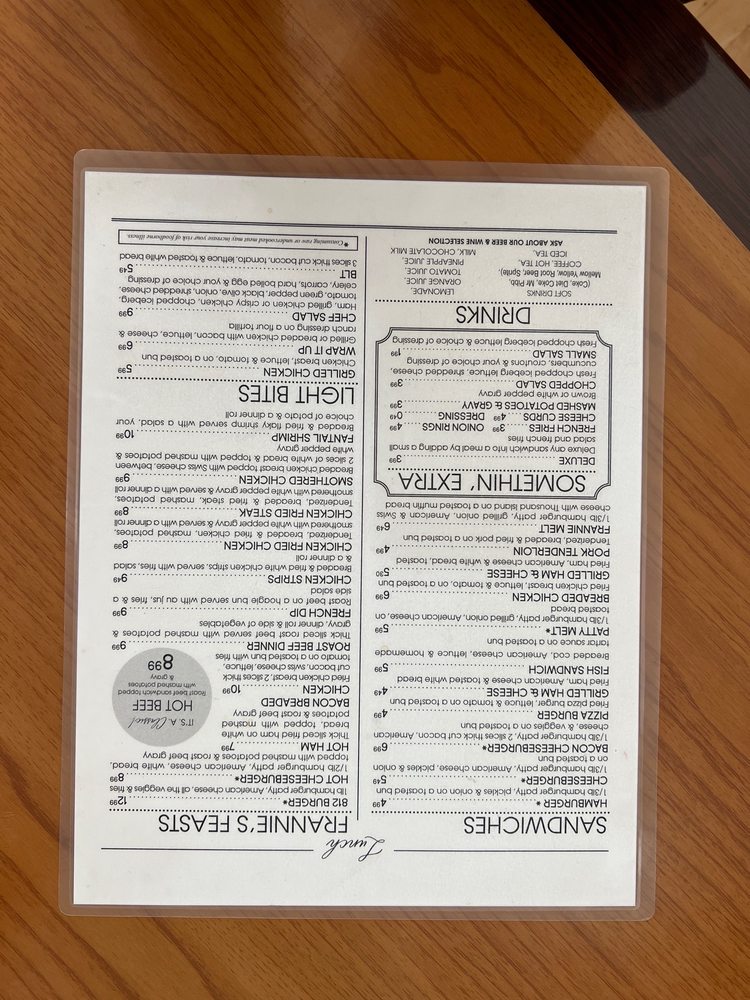 Lunch
SANDWICHES
HAMBURGER * 4 99
1/3lb hamburger patty, pickles & onion on a toasted bun
on a toasted bun
CHEESEBURGER* 5 49
1/3lb hamburger patty, American cheese, pickles & onion
BACON CHEESEBURGER* 6 99
1/3lb hamburger patty, 2 slices thick cut bacon, American
cheese, & veggies on a toasted bun
PIZZA BURGER 4 99
Fried pizza burger, lettuce & tomato on a toasted bun
GRILLED HAM & CHEESE 4 49
Fried ham, American cheese & toasted white bread
FISH SANDWICH 5 99
Breaded cod, American cheese, lettuce & homemade
tartar sauce on a toasted bun
PATTY MELT* 5 99
1/3lb hamburger patty, grilled onion, American cheese, on
toasted bread
BREADED CHICKEN 6 99
Fried chicken breast, lettuce & tomato, on a toasted bun
GRILLED HAM & CHEESE 5 30
Fried ham, American cheese & white bread, toasted
PORK TENDERLOIN 4 99
Tenderized, breaded & fried pork on a toasted bun
FRANNIE MELT 6 49
1/3lb hamburger patty, grilled onion, American & Swiss
cheese with Thousand Island on a toasted muffin bread
SOMETHIN' EXTRA
DELUXE 3 99
Deluxe any sandwich into a meal by adding a small
salad and french fries
FRENCH FRIES 3 99 ONION RINGS 4 99
CHEESE CURDS 4 99 DRESSING 0 49
MASHED POTATOES & GRAVY 3 99
Brown or white pepper gravy
CHOPPED SALAD 3 99
Fresh chopped iceberg lettuce, shredded cheese,
cucumbers, croutons & your choice of dressing
SMALL SALAD 1 99
Fresh chopped iceberg lettuce & choice of dressing
DRINKS
SOFT DRINKS
(Coke, Diet Coke, Mr Pibb,
Mellow Yellow, Root Beer, Sprite)
COFFEE, HOT TEA,
ICED TEA,
LEMONADE,
ORANGE JUICE,
TOMATO JUICE,
PINEAPPLE JUICE,
MILK, CHOCOLATE MILK
ASK ABOUT OUR BEER & WINE SELECTION
FRANNIE'S FEASTS
812 BURGER* 12 99
1lb hamburger patty, American cheese, all the veggies & fries
HOT CHEESEBURGER* 8 99
1/2lb hamburger patty, American cheese, white bread,
topped with mashed potatoes & roast beef gravy
HOT HAM 7 99
Thick sliced fried ham on white
bread, topped with mashed
potatoes & roast beef gravy
BACON BREADED
CHICKEN 10 99
Fried chicken breast, 2 slices thick
cut bacon, swiss cheese, lettuce,
tomato on a toasted bun with fries
IT'S A Classic!
HOT BEEF
Roast beef sandwich topped
with mashed potatoes
& gravy
8 99
ROAST BEEF DINNER 9 99
Thick sliced roast beef served with mashed potatoes &
gravy, dinner roll & side of vegetables
FRENCH DIP 9 99
Roast beef on a hoagie bun served with au jus, fries & a
side salad
CHICKEN STRIPS 9 49
Breaded & fried white chicken strips, served with fries, salad
& a dinner roll
CHICKEN FRIED CHICKEN 8 99
Tenderized, breaded & fried chicken, mashed potatoes,
smothered with white pepper gravy & served with a dinner roll
CHICKEN FRIED STEAK 8 99
Tenderized, breaded & fried steak, mashed potatoes,
smothered with white pepper gravy & served with a dinner roll
SMOTHERED CHICKEN 9 99
Breaded chicken breast topped with Swiss cheese, between
2 slices of white bread & topped with mashed potatoes &
white pepper gravy
FANTAIL SHRIMP 10 99
Breaded & fried flaky shrimp served with a salad, your
choice of potato & a dinner roll
LIGHT BITES
GRILLED CHICKEN 5 99
Chicken breast, lettuce & tomato, on a toasted bun
WRAP IT UP 6 99
Grilled or breaded chicken with bacon, lettuce, cheese &
ranch dressing on a flour tortilla
CHEF SALAD 9 99
Ham, grilled chicken or crispy chicken, chopped iceberg,
tomato, green pepper, black olive, onion, shredded cheese,
celery, carrots, hard boiled egg & your choice of dressing
BLT 5 49
3 slices thick cut bacon, tomato, lettuce & toasted white bread
*Consuming raw or undercooked meat may increase your risk of foodborne illness.